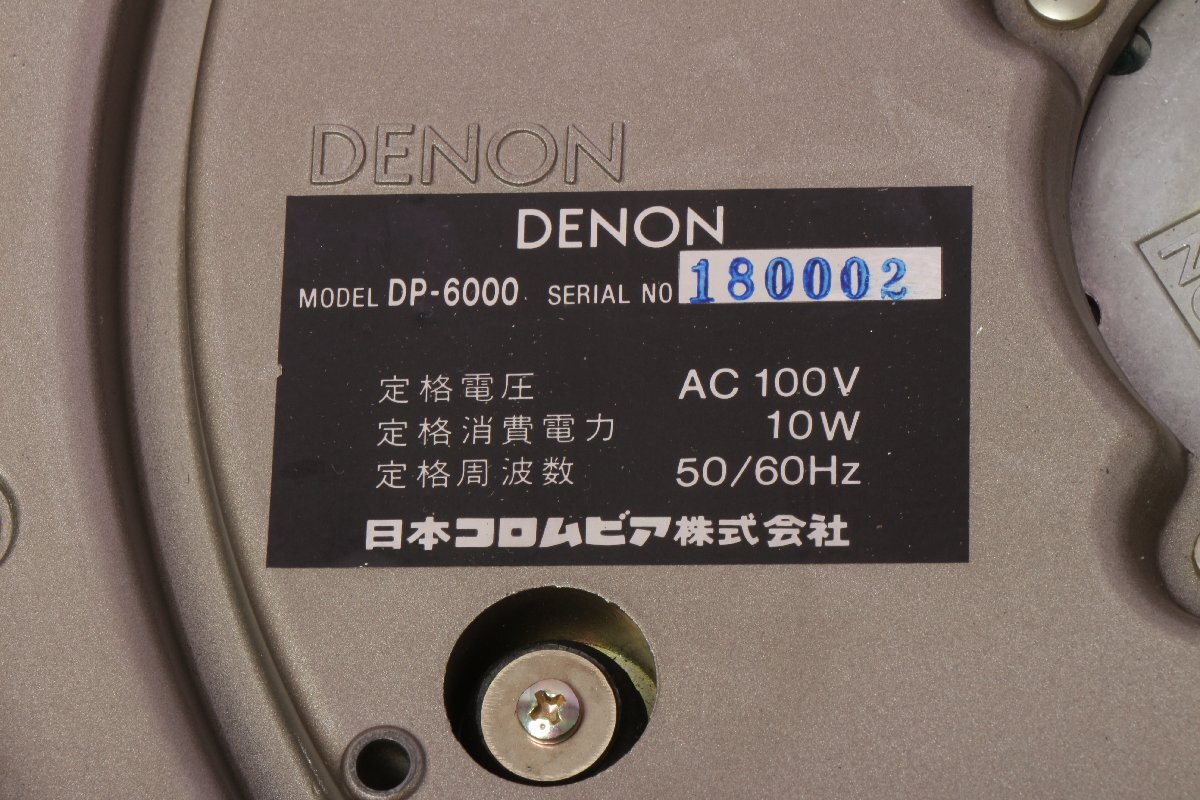 DENON
DENON
MODEL DP-6000 SERIAL NO 180002
定格電圧 AC 100V
定格消費電力 10W
定格周波数 50/60Hz
日本コロムビア株式会社